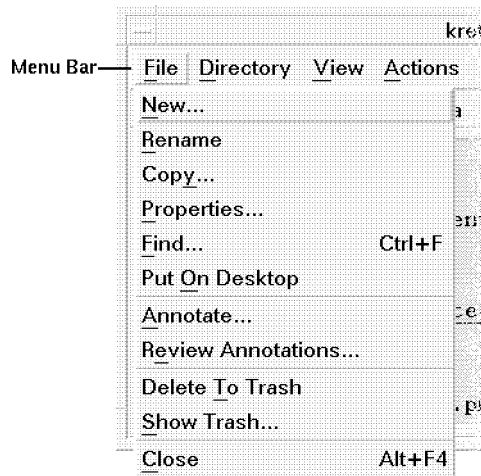 kret
Menu Bar File Directory View Actions
New...
Rename
Copy...
Properties...
Find... Ctrl+F
Put On Desktop
Annotate...
Review Annotations...
Delete To Trash
Show Trash...
Close Alt+F4